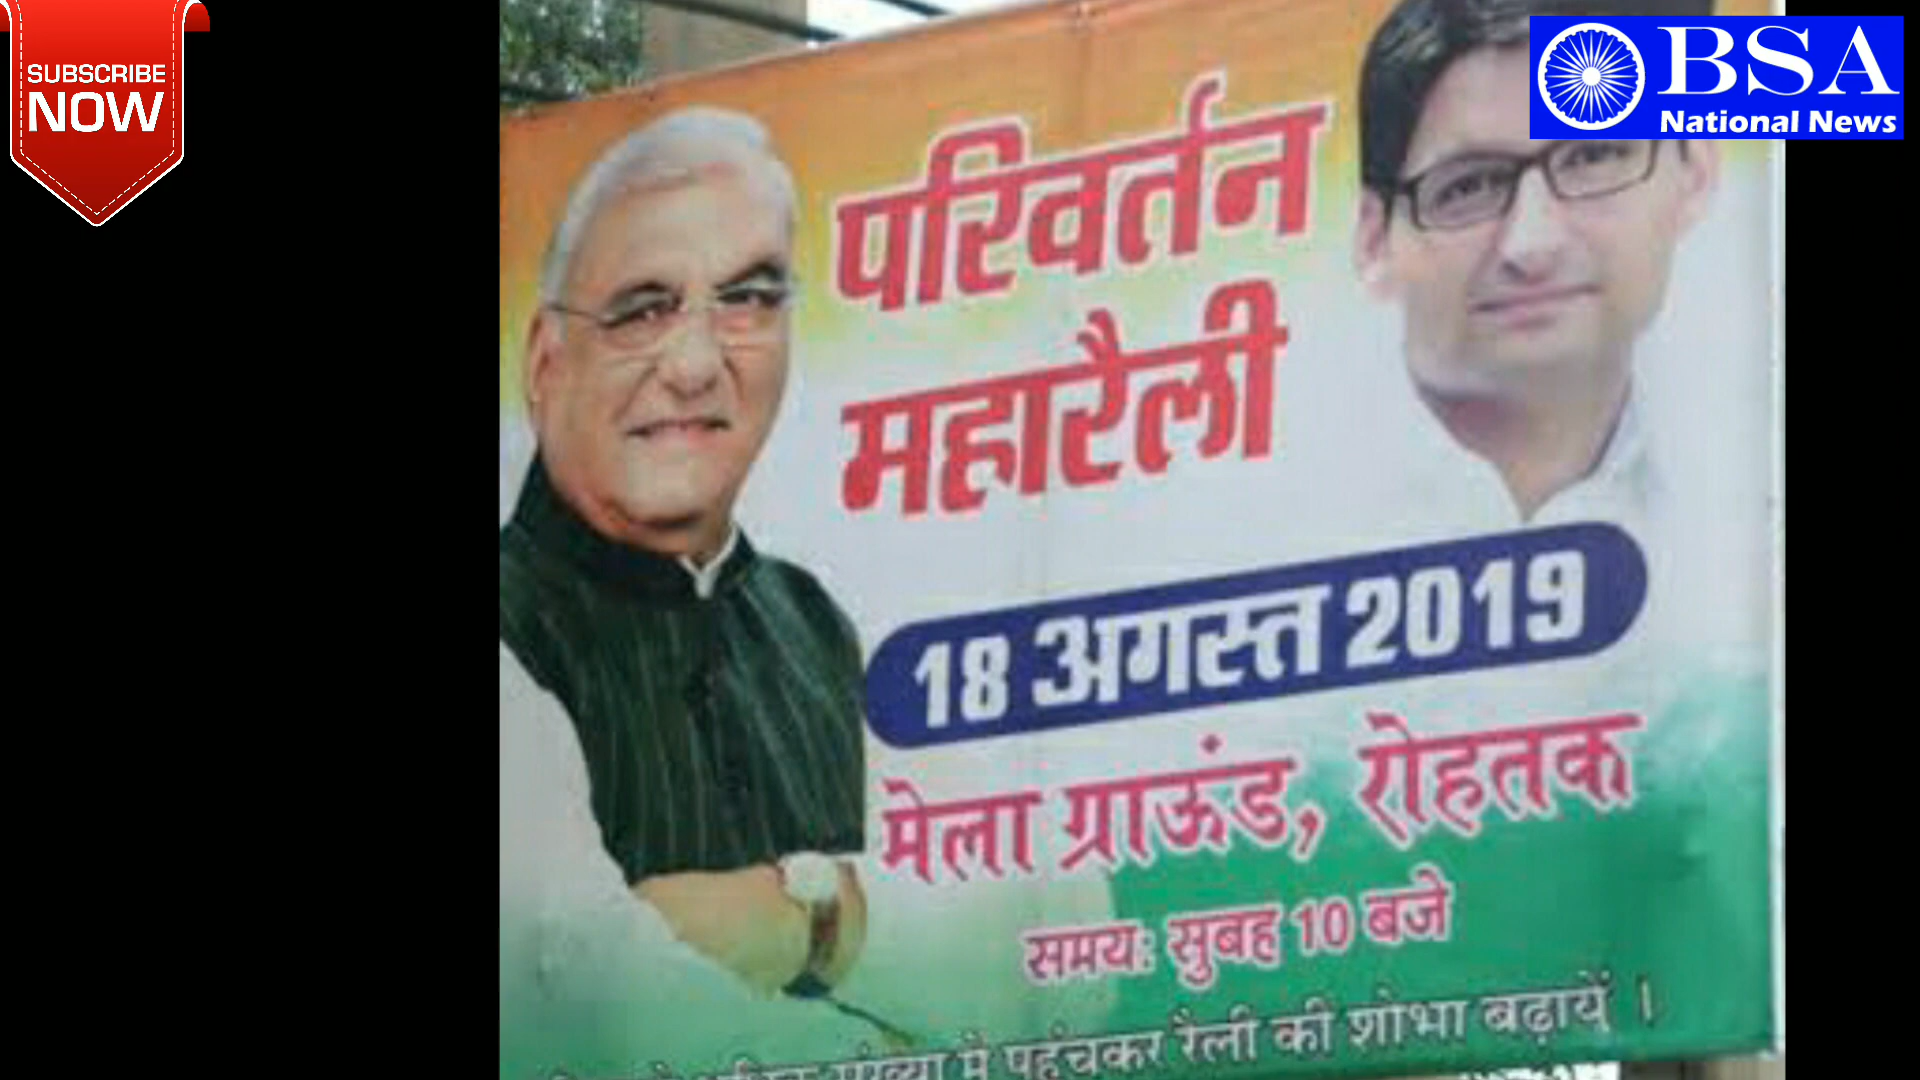 SUBSCRIBE
NOW
BSA
National News
परिवर्तन
महारैली
18 अगस्त 2019
मेला ग्राऊंड, रोहतक
समय: सुबह 10 बजे
संख्या में पहुंचकर रैली की शोभा बढ़ायें ।